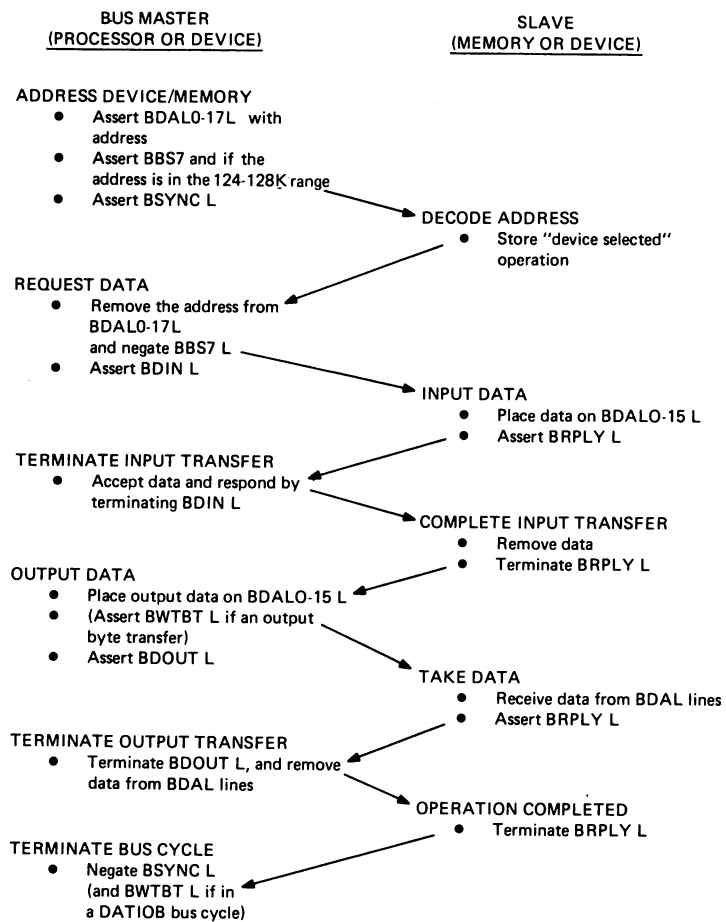 BUS MASTER
(PROCESSOR OR DEVICE)
SLAVE
(MEMORY OR DEVICE)
ADDRESS DEVICE/MEMORY
● Assert BDAL0-17L with
address
● Assert BBS7 and if the
address is in the 124-128K range
● Assert BSYNC L
DECODE ADDRESS
● Store "device selected"
operation
REQUEST DATA
● Remove the address from
BDAL0-17L
and negate BBS7 L
● Assert BDIN L
INPUT DATA
● Place data on BDALO-15 L
● Assert BRPLY L
TERMINATE INPUT TRANSFER
● Accept data and respond by
terminating BDIN L
COMPLETE INPUT TRANSFER
● Remove data
● Terminate BRPLY L
OUTPUT DATA
● Place output data on BDALO-15 L
● (Assert BWTBT L if an output
byte transfer)
● Assert BDOUT L
TAKE DATA
● Receive data from BDAL lines
● Assert BRPLY L
TERMINATE OUTPUT TRANSFER
● Terminate BDOUT L, and remove
data from BDAL lines
OPERATION COMPLETED
● Terminate BRPLY L
TERMINATE BUS CYCLE
● Negate BSYNC L
(and BWTBT L if in
a DATIOB bus cycle)